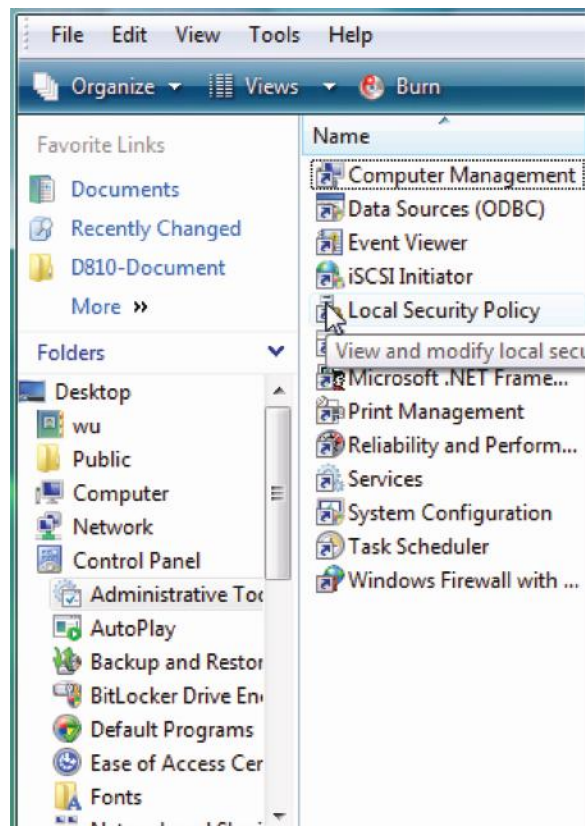 File Edit View Tools Help
Organize Views Burn
Favorite Links
Documents
Recently Changed
D810-Document
More »
Folders
Desktop
wu
Public
Computer
Network
Control Panel
Administrative Too
AutoPlay
Backup and Restor
BitLocker Drive En
Default Programs
Ease of Access Cer
Fonts
Name
Computer Management
Data Sources (ODBC)
Event Viewer
iSCSI Initiator
Local Security Policy
View and modify local secu
Microsoft .NET Frame...
Print Management
Reliability and Perform...
Services
System Configuration
Task Scheduler
Windows Firewall with ...